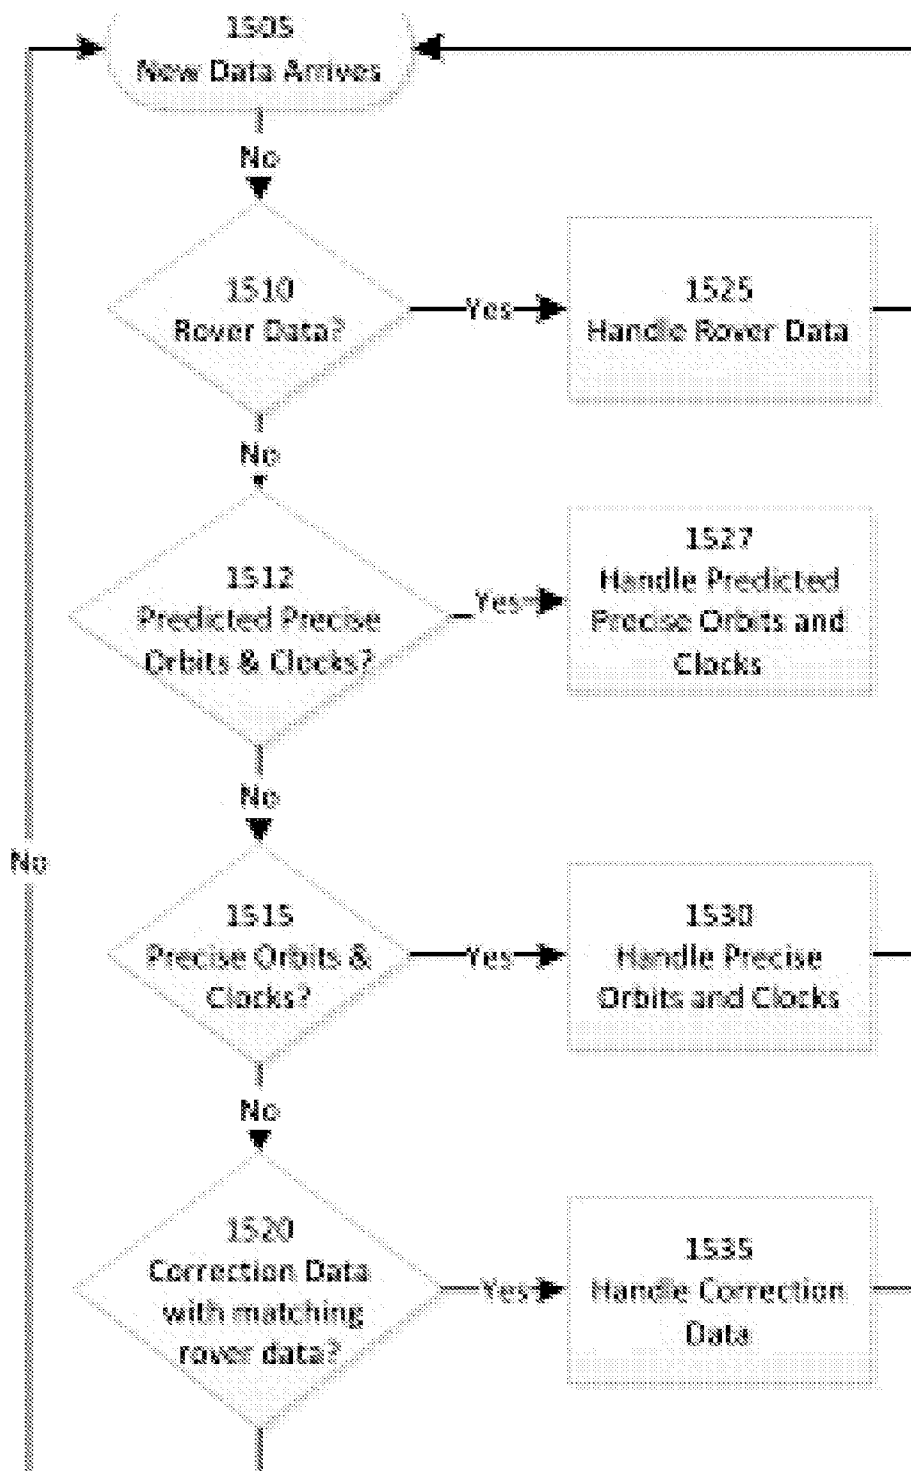 1505
New Data Arrives
No
1510
Rover Data?
Yes
1525
Handle Rover Data
No
1512
Predicted Precise
Orbits & Clocks?
Yes
1527
Handle Predicted
Precise Orbits and
Clocks
No
No
1515
Precise Orbits &
Clocks?
Yes
1530
Handle Precise
Orbits and Clocks
No
1520
Correction Data
with matching
rover data?
Yes
1535
Handle Correction
Data